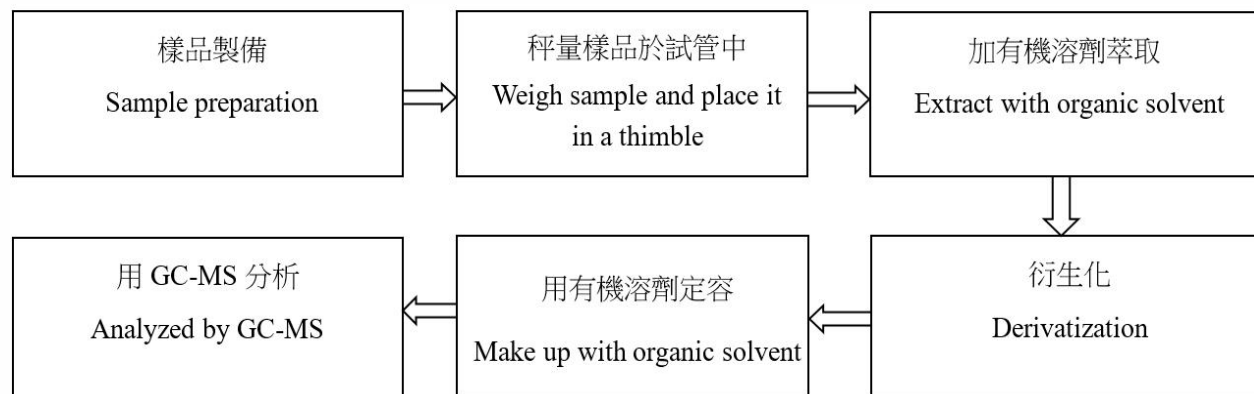 樣品製備
Sample preparation
秤量樣品於試管中
Weigh sample and place it
in a thimble
加有機溶劑萃取
Extract with organic solvent
衍生化
Derivatization
用有機溶劑定容
Make up with organic solvent
用 GC-MS 分析
Analyzed by GC-MS